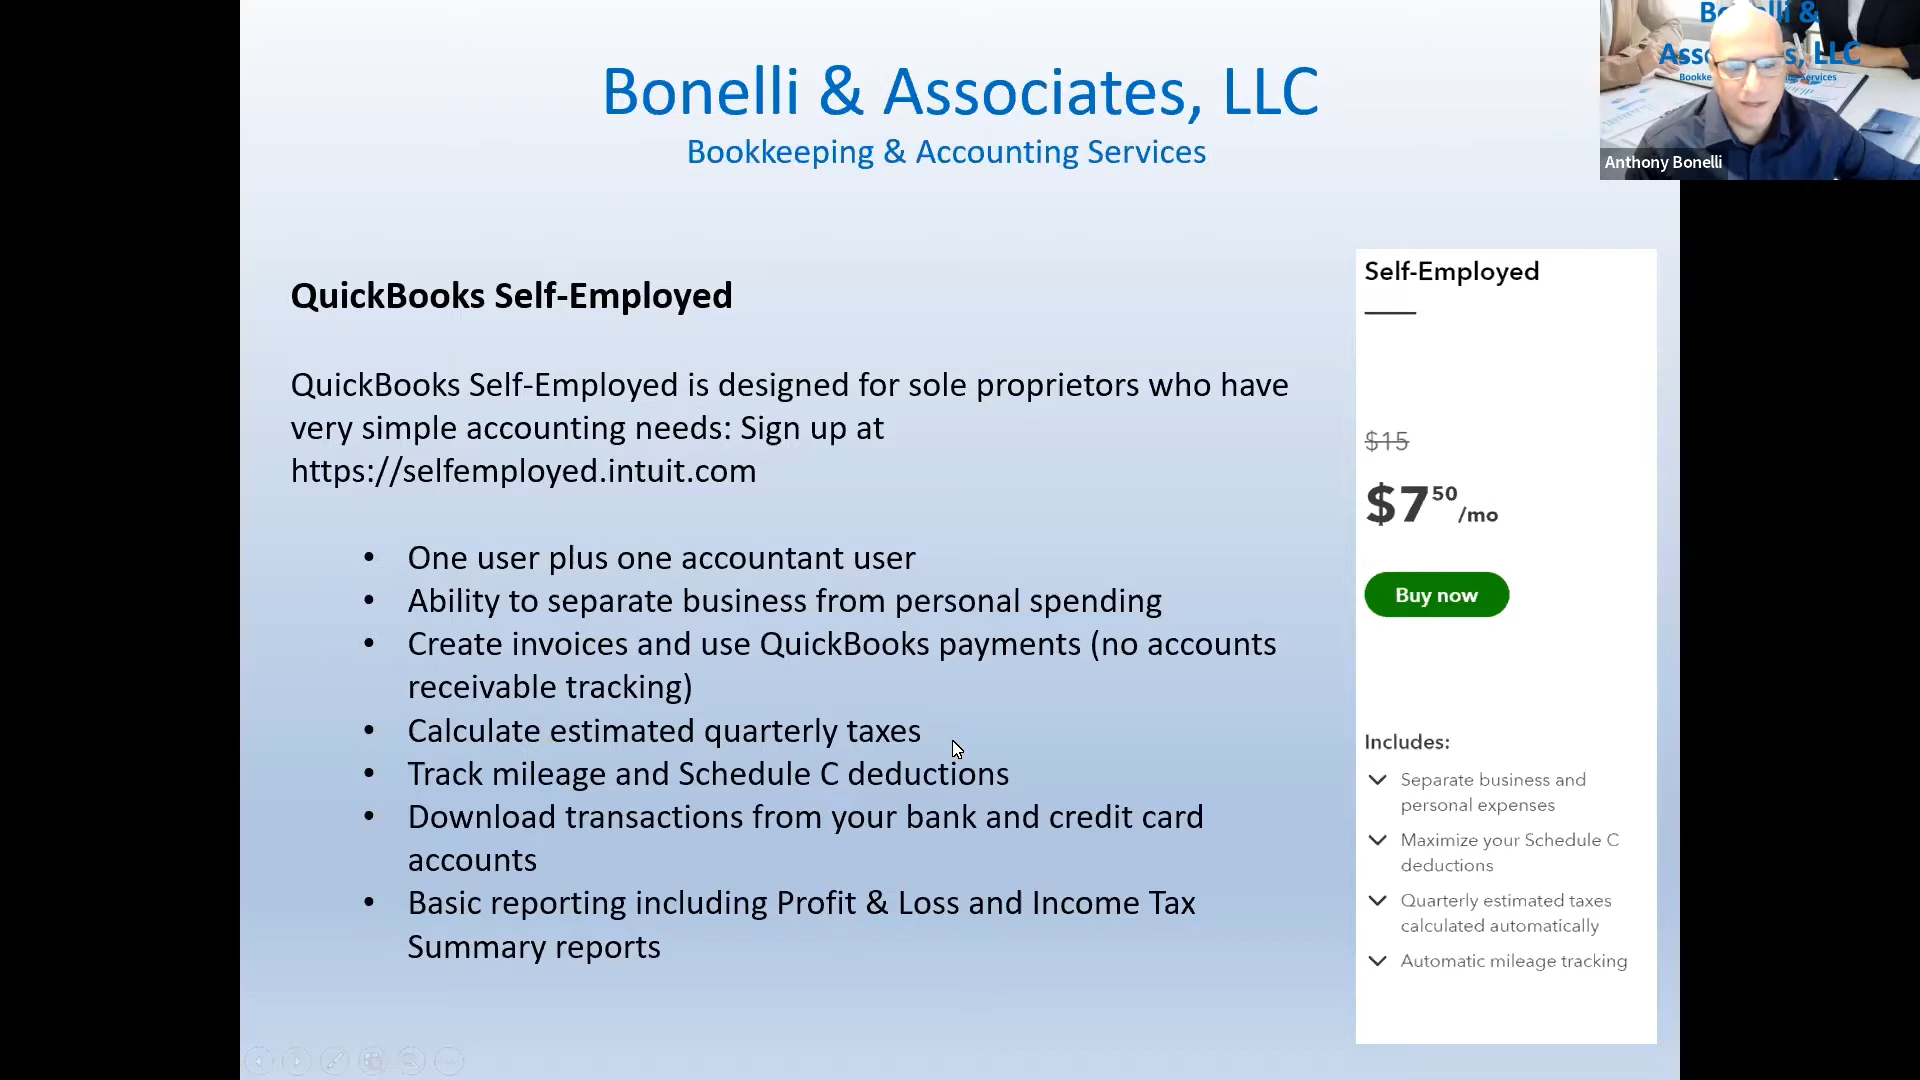 Bonelli & Associates, LLC
Bookkeeping & Accounting Services
LLC
Anthony Bonelli
QuickBooks Self-Employed
QuickBooks Self-Employed is designed for sole proprietors who have
very simple accounting needs: Sign up at
https://selfemployed.intuit.com
• One user plus one accountant user
• Ability to separate business from personal spending
• Create invoices and use QuickBooks payments (no accounts
receivable tracking)
• Calculate estimated quarterly taxes
• Track mileage and Schedule C deductions
• Download transactions from your bank and credit card
accounts
• Basic reporting including Profit & Loss and Income Tax
Summary reports
Self-Employed
$15
$7 50 /mo
Buy now
Includes:
Separate business and
personal expenses
Maximize your Schedule C
deductions
Quarterly estimated taxes
calculated automatically
Automatic mileage tracking